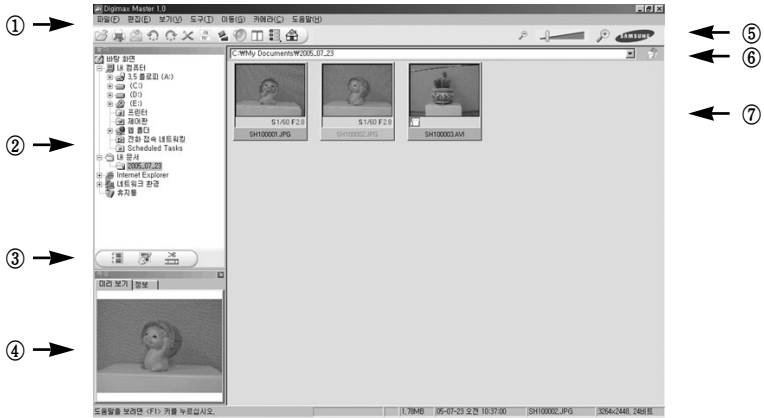 Digimax Master 1,0
파일(F) 편집(E) 보기(V) 도구(T) 이동(G) 카메라(C) 도움말(H)
①
⑤
SAMSUNG
C:₩My Documents₩2005_07_23
⑥
바탕 화면
내 컴퓨터
3,5 플로피 (A:)
(C:)
(D:)
(E:)
프린터
제어판
웹 폴더
전화 접속 네트워킹
Scheduled Tasks
내 문서
2005_07_23
Internet Explorer
네트워크 환경
휴지통
②
S1/60 F2.8
S1/60 F2.8
SH100001.JPG
SH100002.JPG
SH100003.AVI
⑦
③
미리 보기
정보
④
도움말을 보려면 <F1> 키를 누르십시오.
1,78MB
05-07-23 오전 10:37:00
SH100002.JPG
3264x2448, 24비트